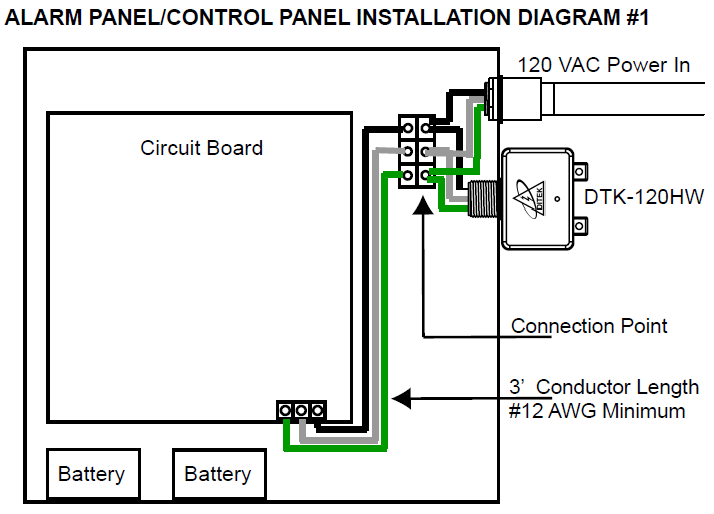 ALARM PANEL/CONTROL PANEL INSTALLATION DIAGRAM #1
120 VAC Power In
Circuit Board
DITEK
DTK-120HW
Connection Point
3’ Conductor Length
#12 AWG Minimum
Battery
Battery